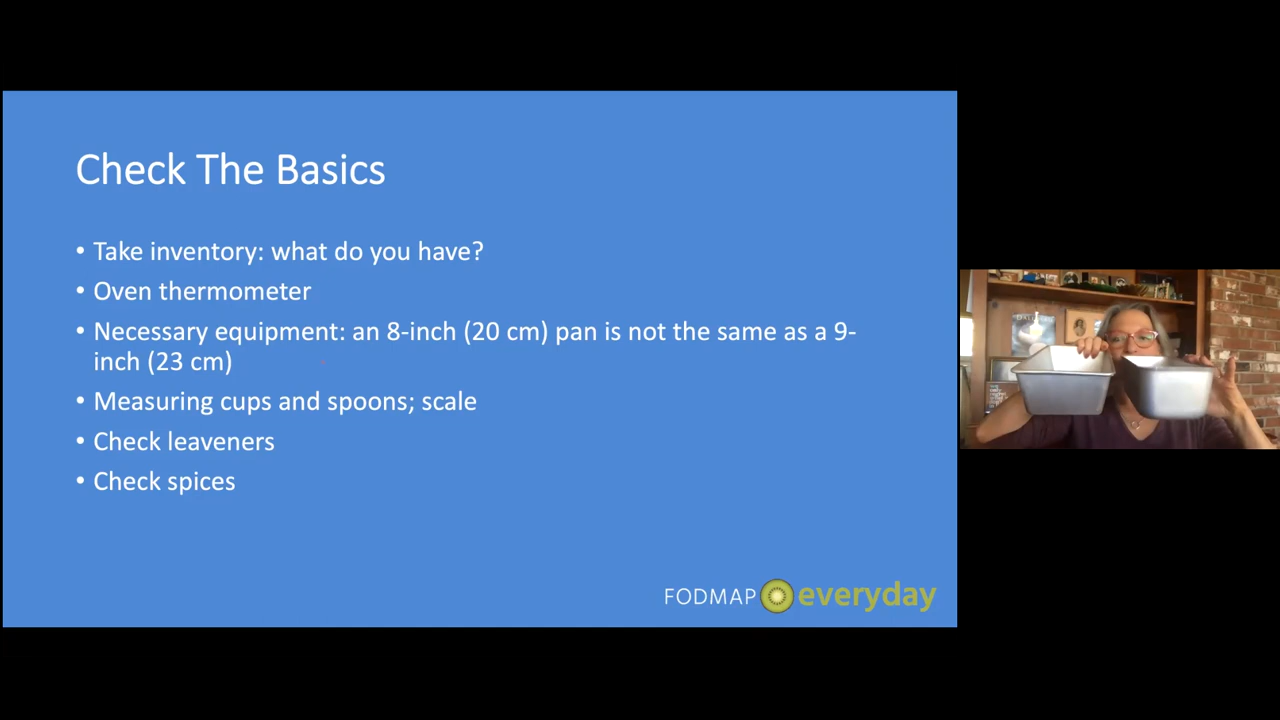 Check The Basics
• Take inventory: what do you have?
• Oven thermometer
• Necessary equipment: an 8-inch (20 cm) pan is not the same as a 9-
inch (23 cm)
• Measuring cups and spoons; scale
• Check leaveners
• Check spices
FODMAP everyday